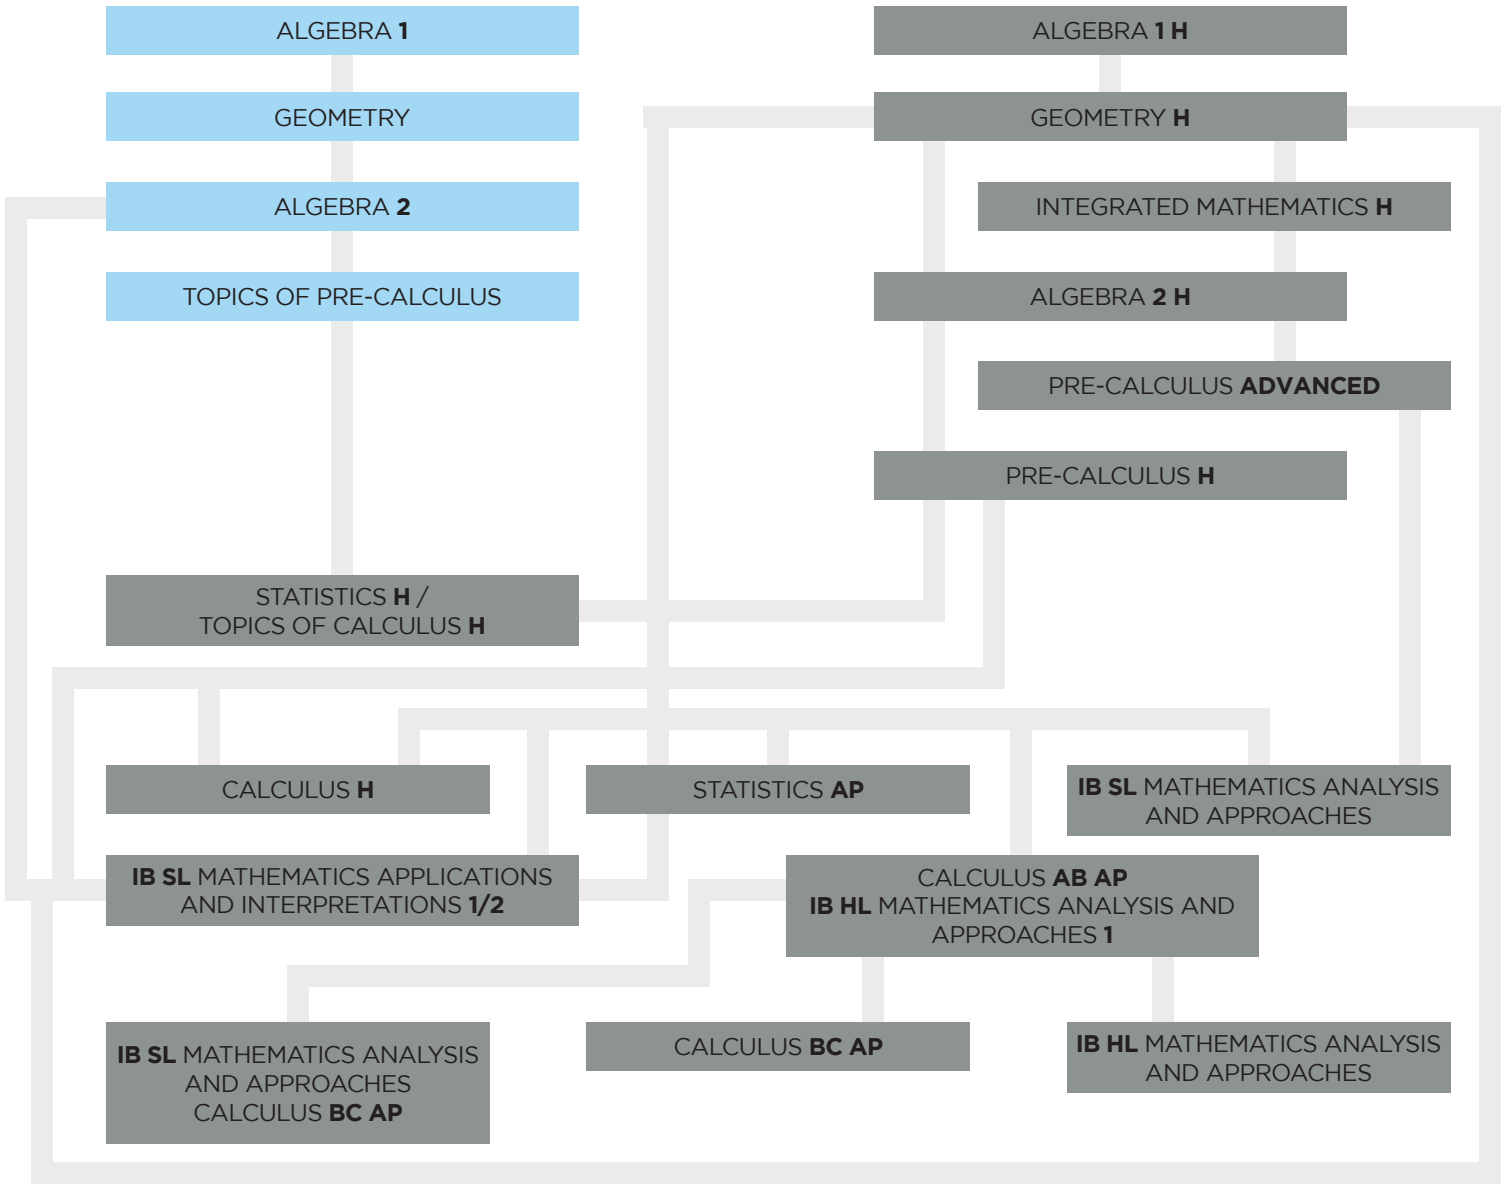 ALGEBRA 1
ALGEBRA 1 H
GEOMETRY
GEOMETRY H
ALGEBRA 2
INTEGRATED MATHEMATICS H
TOPICS OF PRE-CALCULUS
ALGEBRA 2 H
PRE-CALCULUS ADVANCED
PRE-CALCULUS H
STATISTICS H /
TOPICS OF CALCULUS H
CALCULUS H
STATISTICS AP
IB SL MATHEMATICS ANALYSIS
AND APPROACHES
IB SL MATHEMATICS APPLICATIONS
AND INTERPRETATIONS 1/2
CALCULUS AB AP
IB HL MATHEMATICS ANALYSIS AND
APPROACHES 1
IB SL MATHEMATICS ANALYSIS
AND APPROACHES
CALCULUS BC AP
CALCULUS BC AP
IB HL MATHEMATICS ANALYSIS
AND APPROACHES